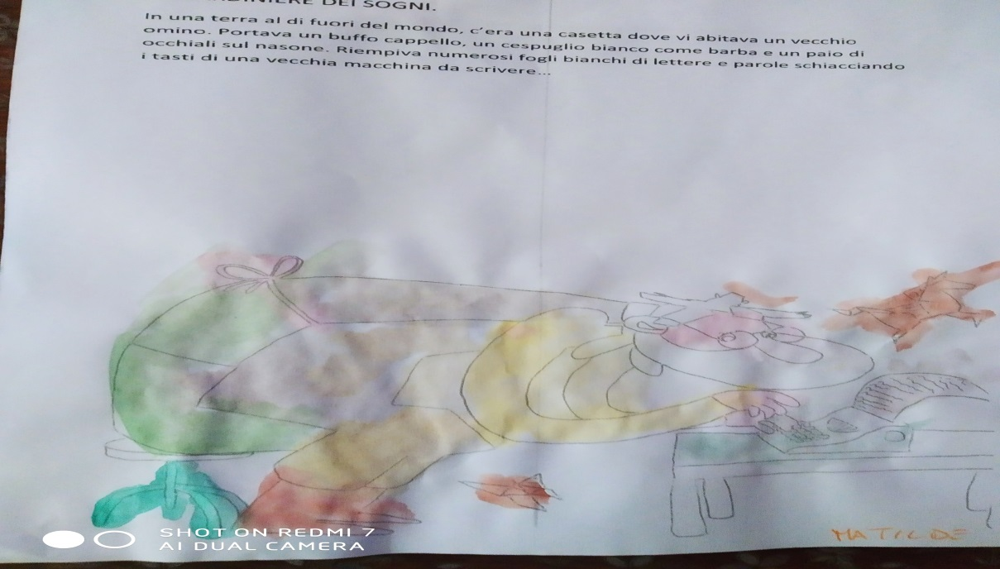 DEI SOGNI.
In una terra al di fuori del mondo, c'era una casetta dove vi abitava un vecchio
omino. Portava un buffo cappello, un cespuglio bianco come barba e un paio di
occhiali sul nasone. Riempiva numerosi fogli bianchi di lettere e parole schiacciando
i tasti di una vecchia macchina da scrivere...
MATILDE
SHOT ON REDMI 7
AI DUAL CAMERA